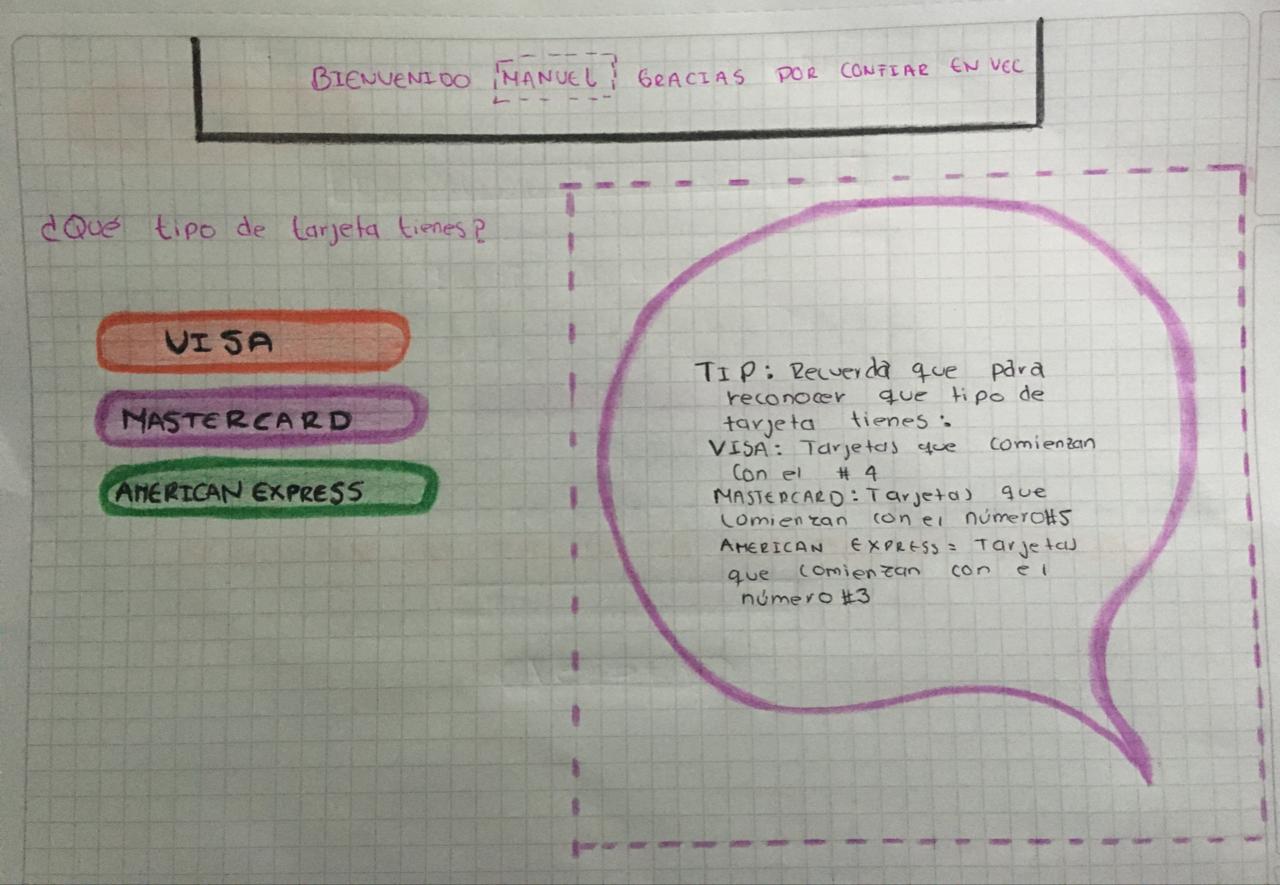 BIENVENIDO MANUEL GRACIAS POR CONFIAR EN VEC
¿Qué tipo de tarjeta tienes?
VISA
MASTERCARD
AMERICAN EXPRESS
TIP: Recuerda que para
reconocer que tipo de
tarjeta tienes:
VISA: Tarjetas que comienzan
con el # 4
MASTERCARD: Tarjetas que
comienzan con el número #5
AMERICAN EXPRESS: Tarjetas
que comienzan con el
número #3